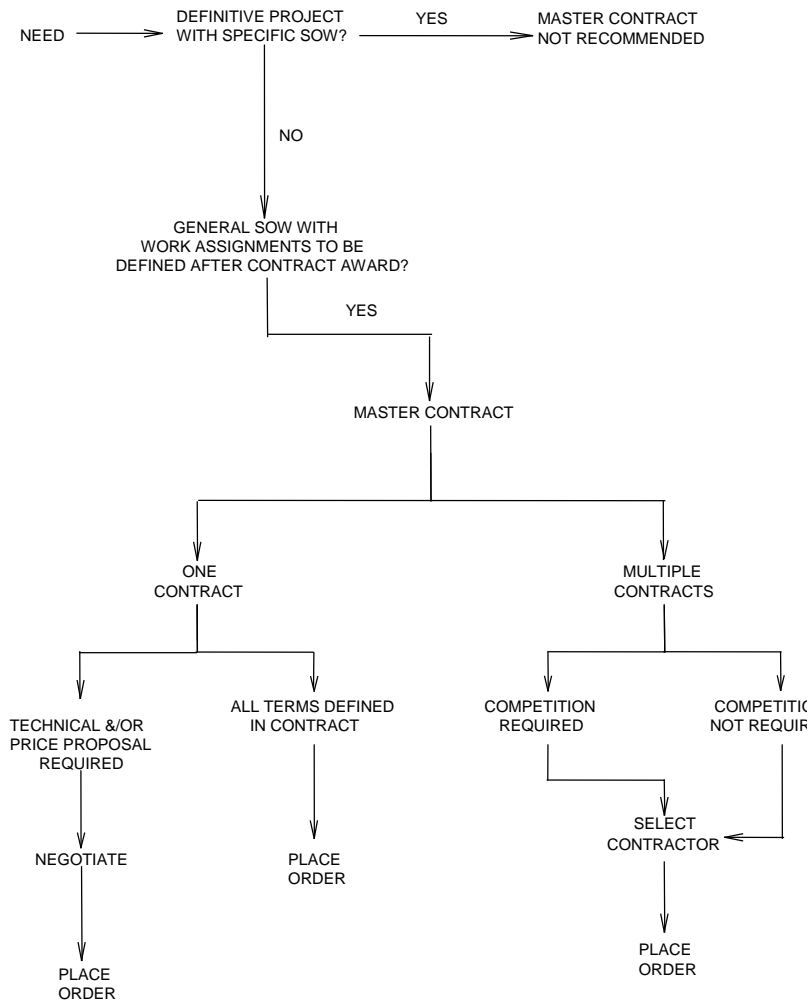 NEED
DEFINITIVE PROJECT
WITH SPECIFIC SOW?
YES
MASTER CONTRACT
NOT RECOMMENDED
NO
GENERAL SOW WITH
WORK ASSIGNMENTS TO BE
DEFINED AFTER CONTRACT AWARD?
YES
MASTER CONTRACT
ONE
CONTRACT
MULTIPLE
CONTRACTS
TECHNICAL &/OR
PRICE PROPOSAL
REQUIRED
ALL TERMS DEFINED
IN CONTRACT
COMPETITION
REQUIRED
NOT
NEGOTIATE
PLACE
ORDER
SELECT
CONTRACTOR
PLACE
ORDER
PLACE
ORDER